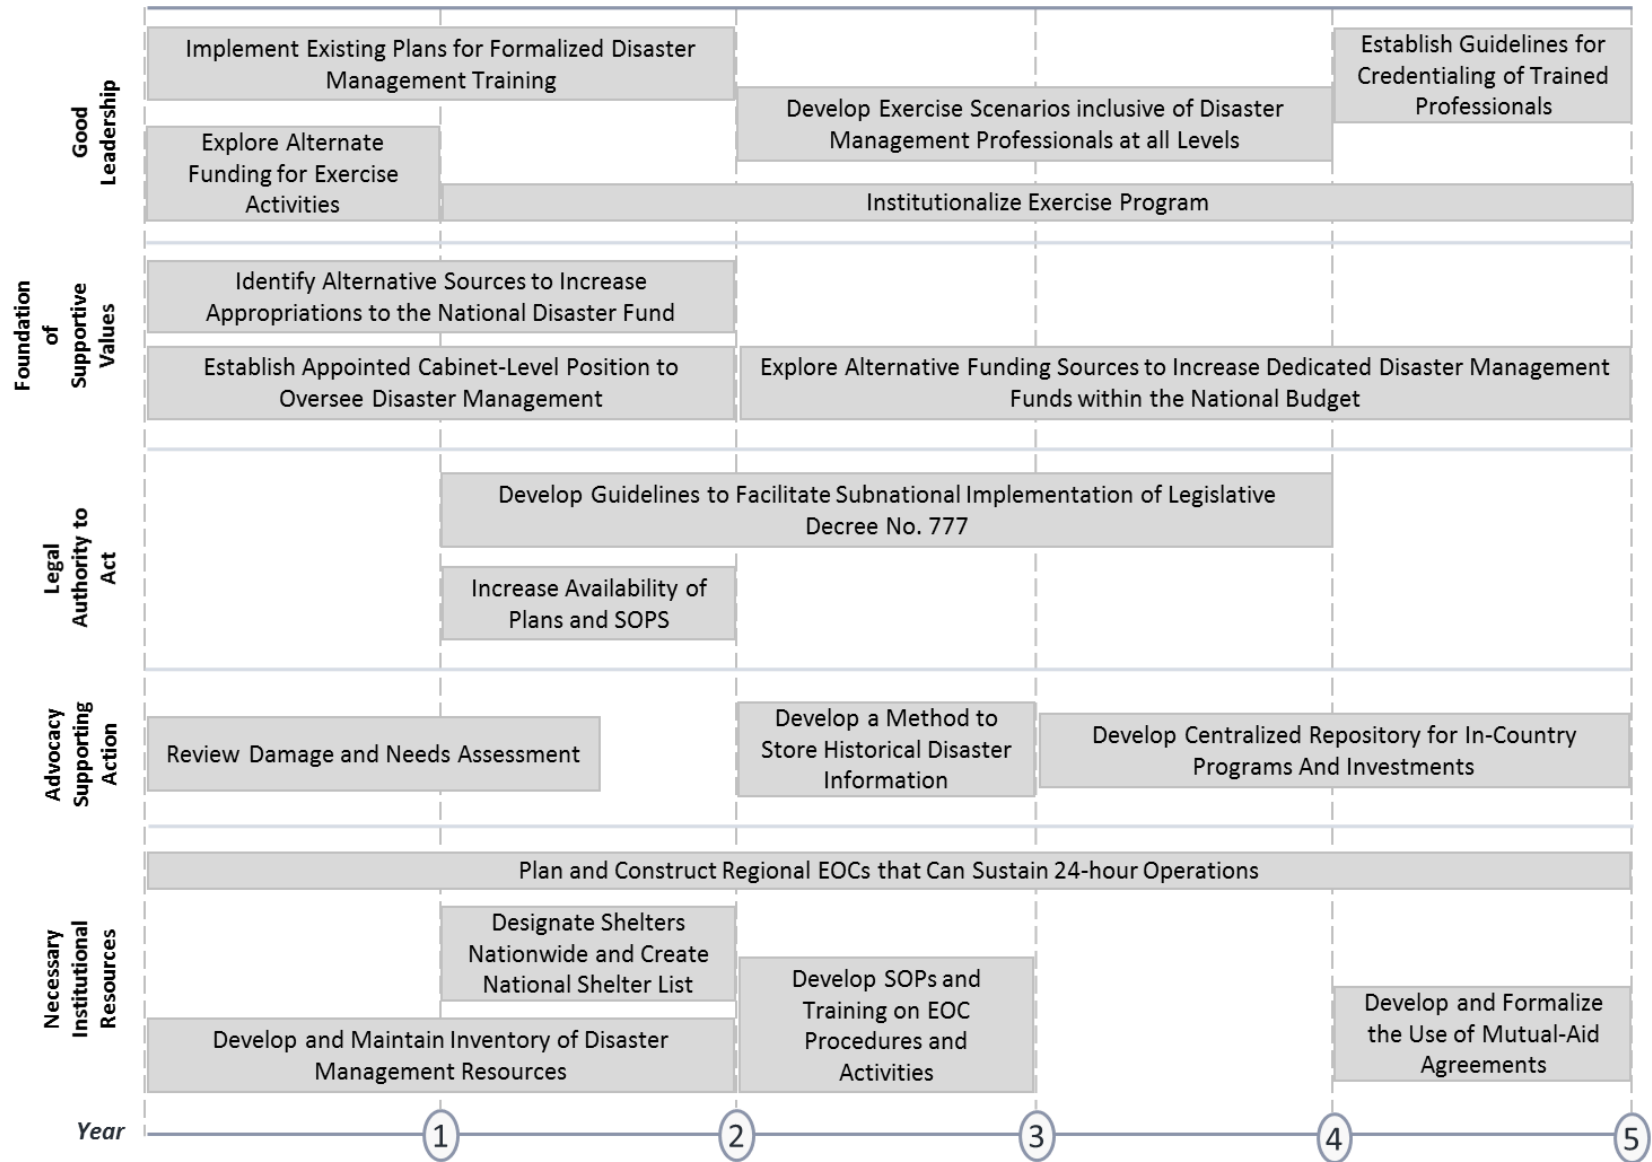 Good
Leadership
Implement Existing Plans for Formalized Disaster
Management Training
Establish Guidelines for
Credentialing of Trained
Professionals
Develop Exercise Scenarios inclusive of Disaster
Management Professionals at all Levels
Explore Alternate
Funding for Exercise
Activities
Institutionalize Exercise Program
Foundation
of
Supportive
Values
Identify Alternative Sources to Increase
Appropriations to the National Disaster Fund
Establish Appointed Cabinet-Level Position to
Oversee Disaster Management
Explore Alternative Funding Sources to Increase Dedicated Disaster Management
Funds within the National Budget
Legal
Authority to
Act
Develop Guidelines to Facilitate Subnational Implementation of Legislative
Decree No. 777
Increase Availability of
Plans and SOPS
Advocacy
Supporting
Action
Review Damage and Needs Assessment
Develop a Method to
Store Historical Disaster
Information
Develop Centralized Repository for In-Country
Programs And Investments
Necessary
Institutional
Resources
Plan and Construct Regional EOCs that Can Sustain 24-hour Operations
Designate Shelters
Nationwide and Create
National Shelter List
Develop and Maintain Inventory of Disaster
Management Resources
Develop SOPs and
Training on EOC
Procedures and
Activities
Develop and Formalize
the Use of Mutual-Aid
Agreements
Year
1
2
3
4
5